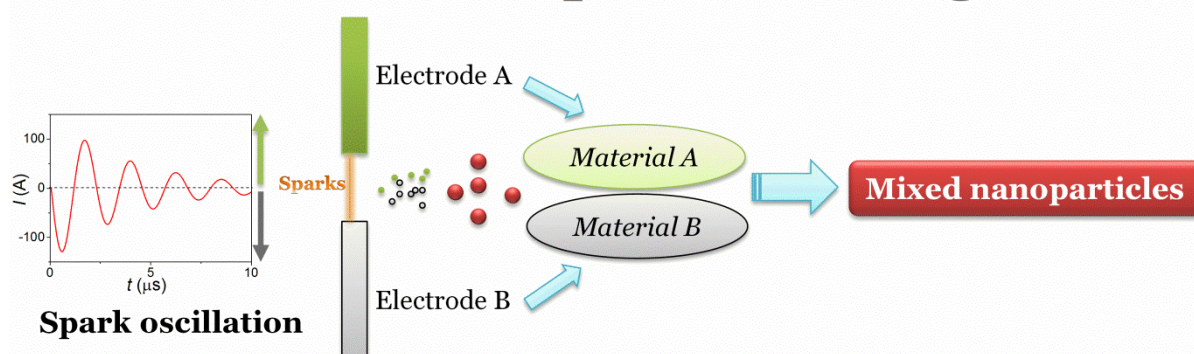 Electrode A
100
0
-100
I (A)
0
5
10
t (μs)
Spark oscillation
Sparks
Material A
Material B
Mixed nanoparticles
Electrode B